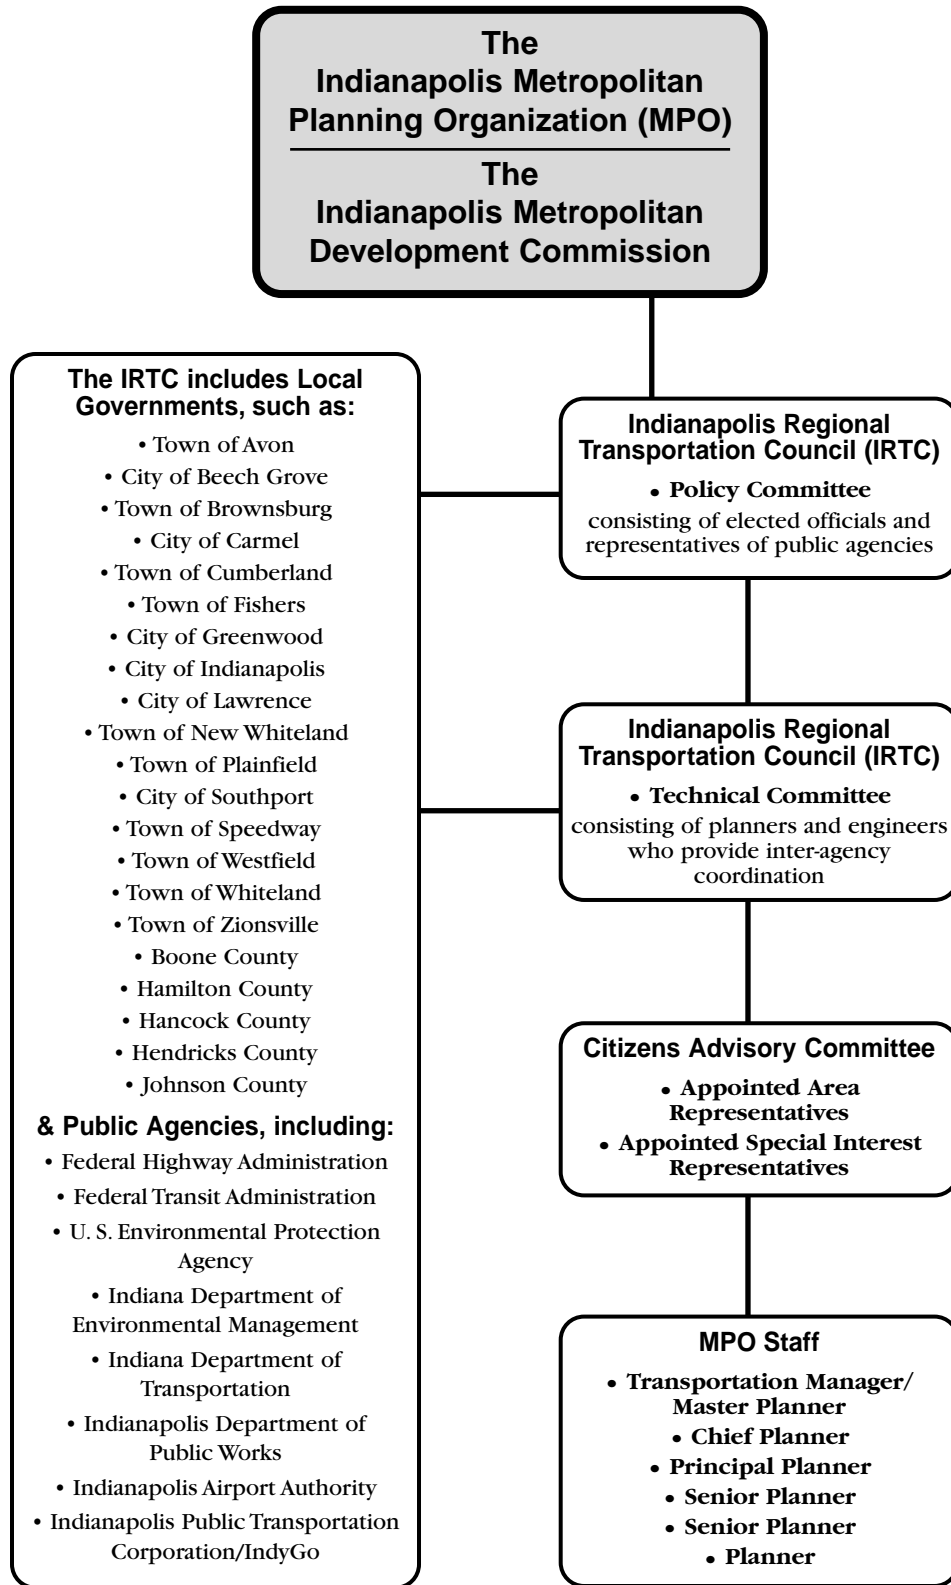 The
Indianapolis Metropolitan
Planning Organization (MPO)
The
Indianapolis Metropolitan
Development Commission
The IRTC includes Local
Governments, such as:
• Town of Avon
• City of Beech Grove
• Town of Brownsburg
• City of Carmel
• Town of Cumberland
• Town of Fishers
• City of Greenwood
• City of Indianapolis
• City of Lawrence
• Town of New Whiteland
• Town of Plainfield
• City of Southport
• Town of Speedway
• Town of Westfield
• Town of Whiteland
• Town of Zionsville
• Boone County
• Hamilton County
• Hancock County
• Hendricks County
• Johnson County
& Public Agencies, including:
• Federal Highway Administration
• Federal Transit Administration
• U. S. Environmental Protection
Agency
• Indiana Department of
Environmental Management
• Indiana Department of
Transportation
• Indianapolis Department of
Public Works
• Indianapolis Airport Authority
• Indianapolis Public Transportation
Corporation/IndyGo
Indianapolis Regional
Transportation Council (IRTC)
• Policy Committee
consisting of elected officials and
representatives of public agencies
Indianapolis Regional
Transportation Council (IRTC)
• Technical Committee
consisting of planners and engineers
who provide inter-agency
coordination
Citizens Advisory Committee
• Appointed Area
Representatives
• Appointed Special Interest
Representatives
MPO Staff
• Transportation Manager/
Master Planner
• Chief Planner
• Principal Planner
• Senior Planner
• Senior Planner
• Planner